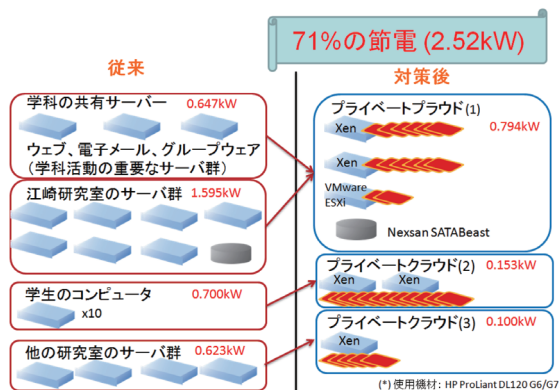 71%の節電 (2.52kW)
従来
対策後
学科の共有サーバー 0.647kW
ウェブ、電子メール、グループウェア
(学科活動の重要なサーバ群)
江崎研究室のサーバ群 1.595kW
学生のコンピュータ 0.700kW
x10
他の研究室のサーバ群 0.623kW
プライベートプラウド(1)
Xen 0.794kW
Xen
VMware
ESXi
Nexsan SATABeast
プライベートクラウド(2) 0.153kW
Xen Xen
プライベートクラウド(3) 0.100kW
Xen
(*) 使用機材: HP ProLiant DL120 G6/G7